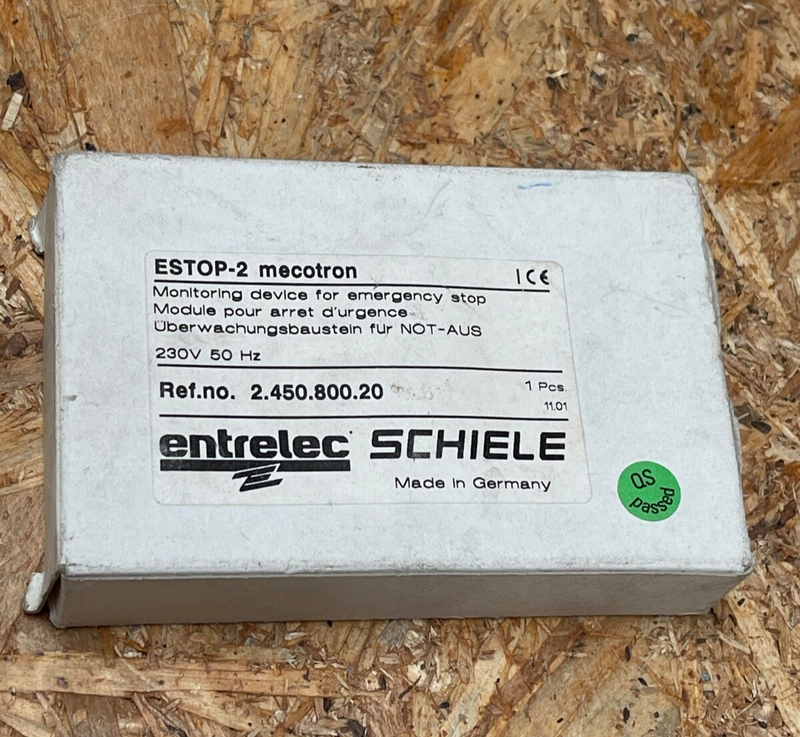 ESTOP-2 mecotron
I CE
Monitoring device for emergency stop
Module pour arret d'urgence
Überwachungsbaustein für NOT-AUS
230V 50 Hz
Ref.no. 2.450.800.20
1 Pcs.
11.01
entrelec SCHIELE
Made in Germany
QS
passed